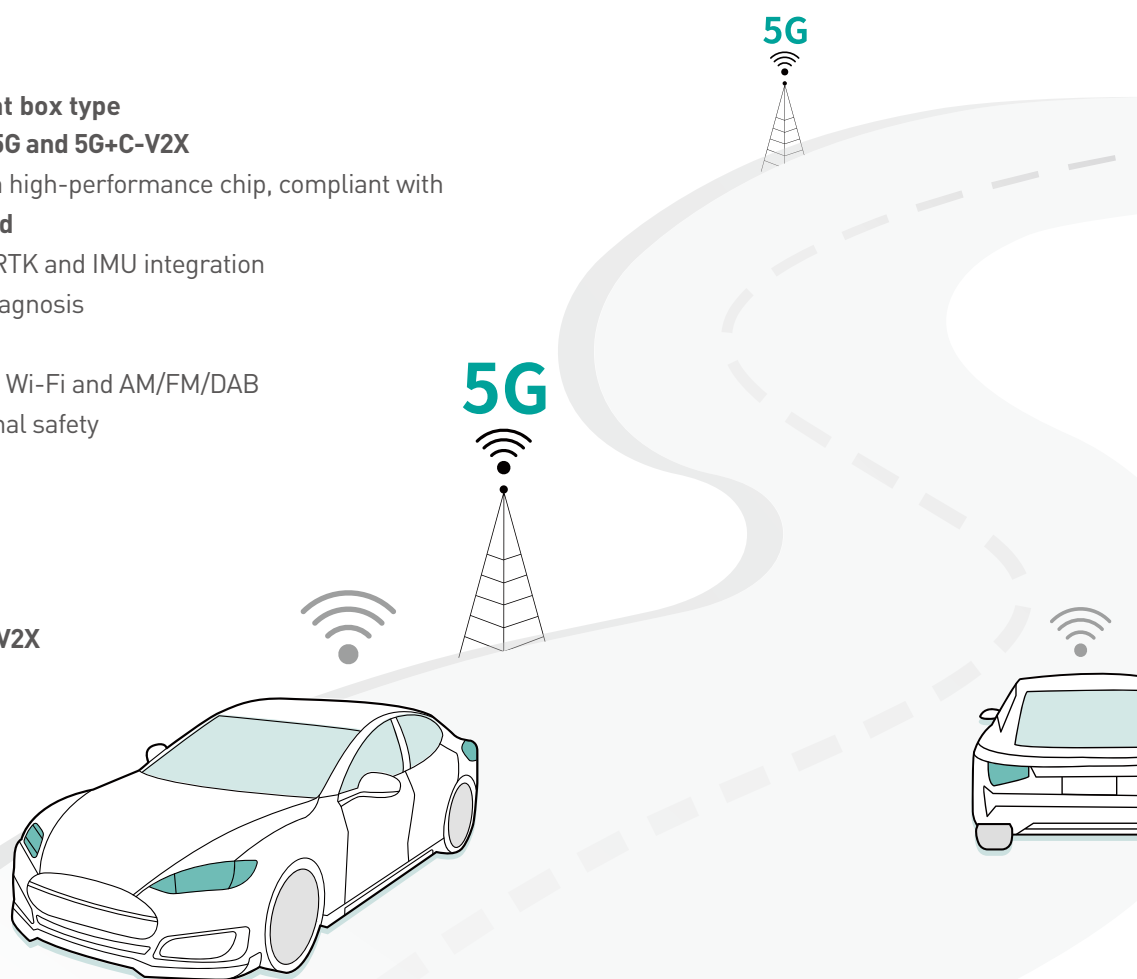 5G
t box type
5G and 5G+C-V2X
high-performance chip, compliant with
d
RTK and IMU integration
agnosis
Wi-Fi and AM/FM/DAB
5G
nal safety
V2X